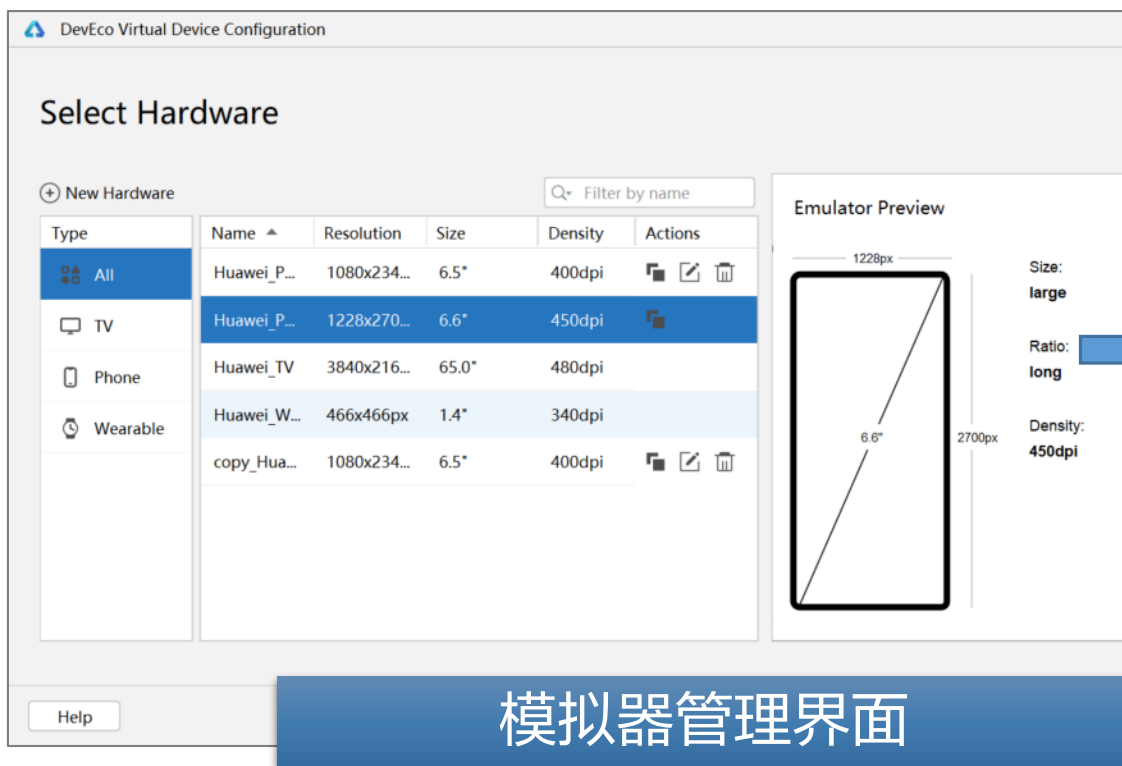 DevEco Virtual Device Configuration
Select Hardware
New Hardware
Filter by name
Type
All
TV
Phone
Wearable
Name Resolution Size Density Actions
Huawei_P... 1080x234... 6.5" 400dpi
Huawei_P... 1228x270... 6.6" 450dpi
Huawei_TV 3840x216... 65.0" 480dpi
Huawei_W... 466x466px 1.4" 340dpi
copy_Hua... 1080x234... 6.5" 400dpi
Emulator Preview
1228px
6.6"
2700px
Size:
large
Ratio:
long
Density:
450dpi
Help
模拟器管理界面